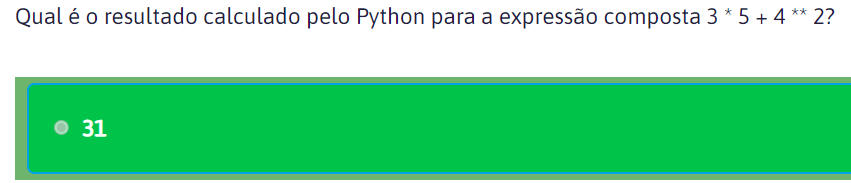 Qual é o resultado calculado pelo Python para a expressão composta 3 * 5 + 4 ** 2?
31